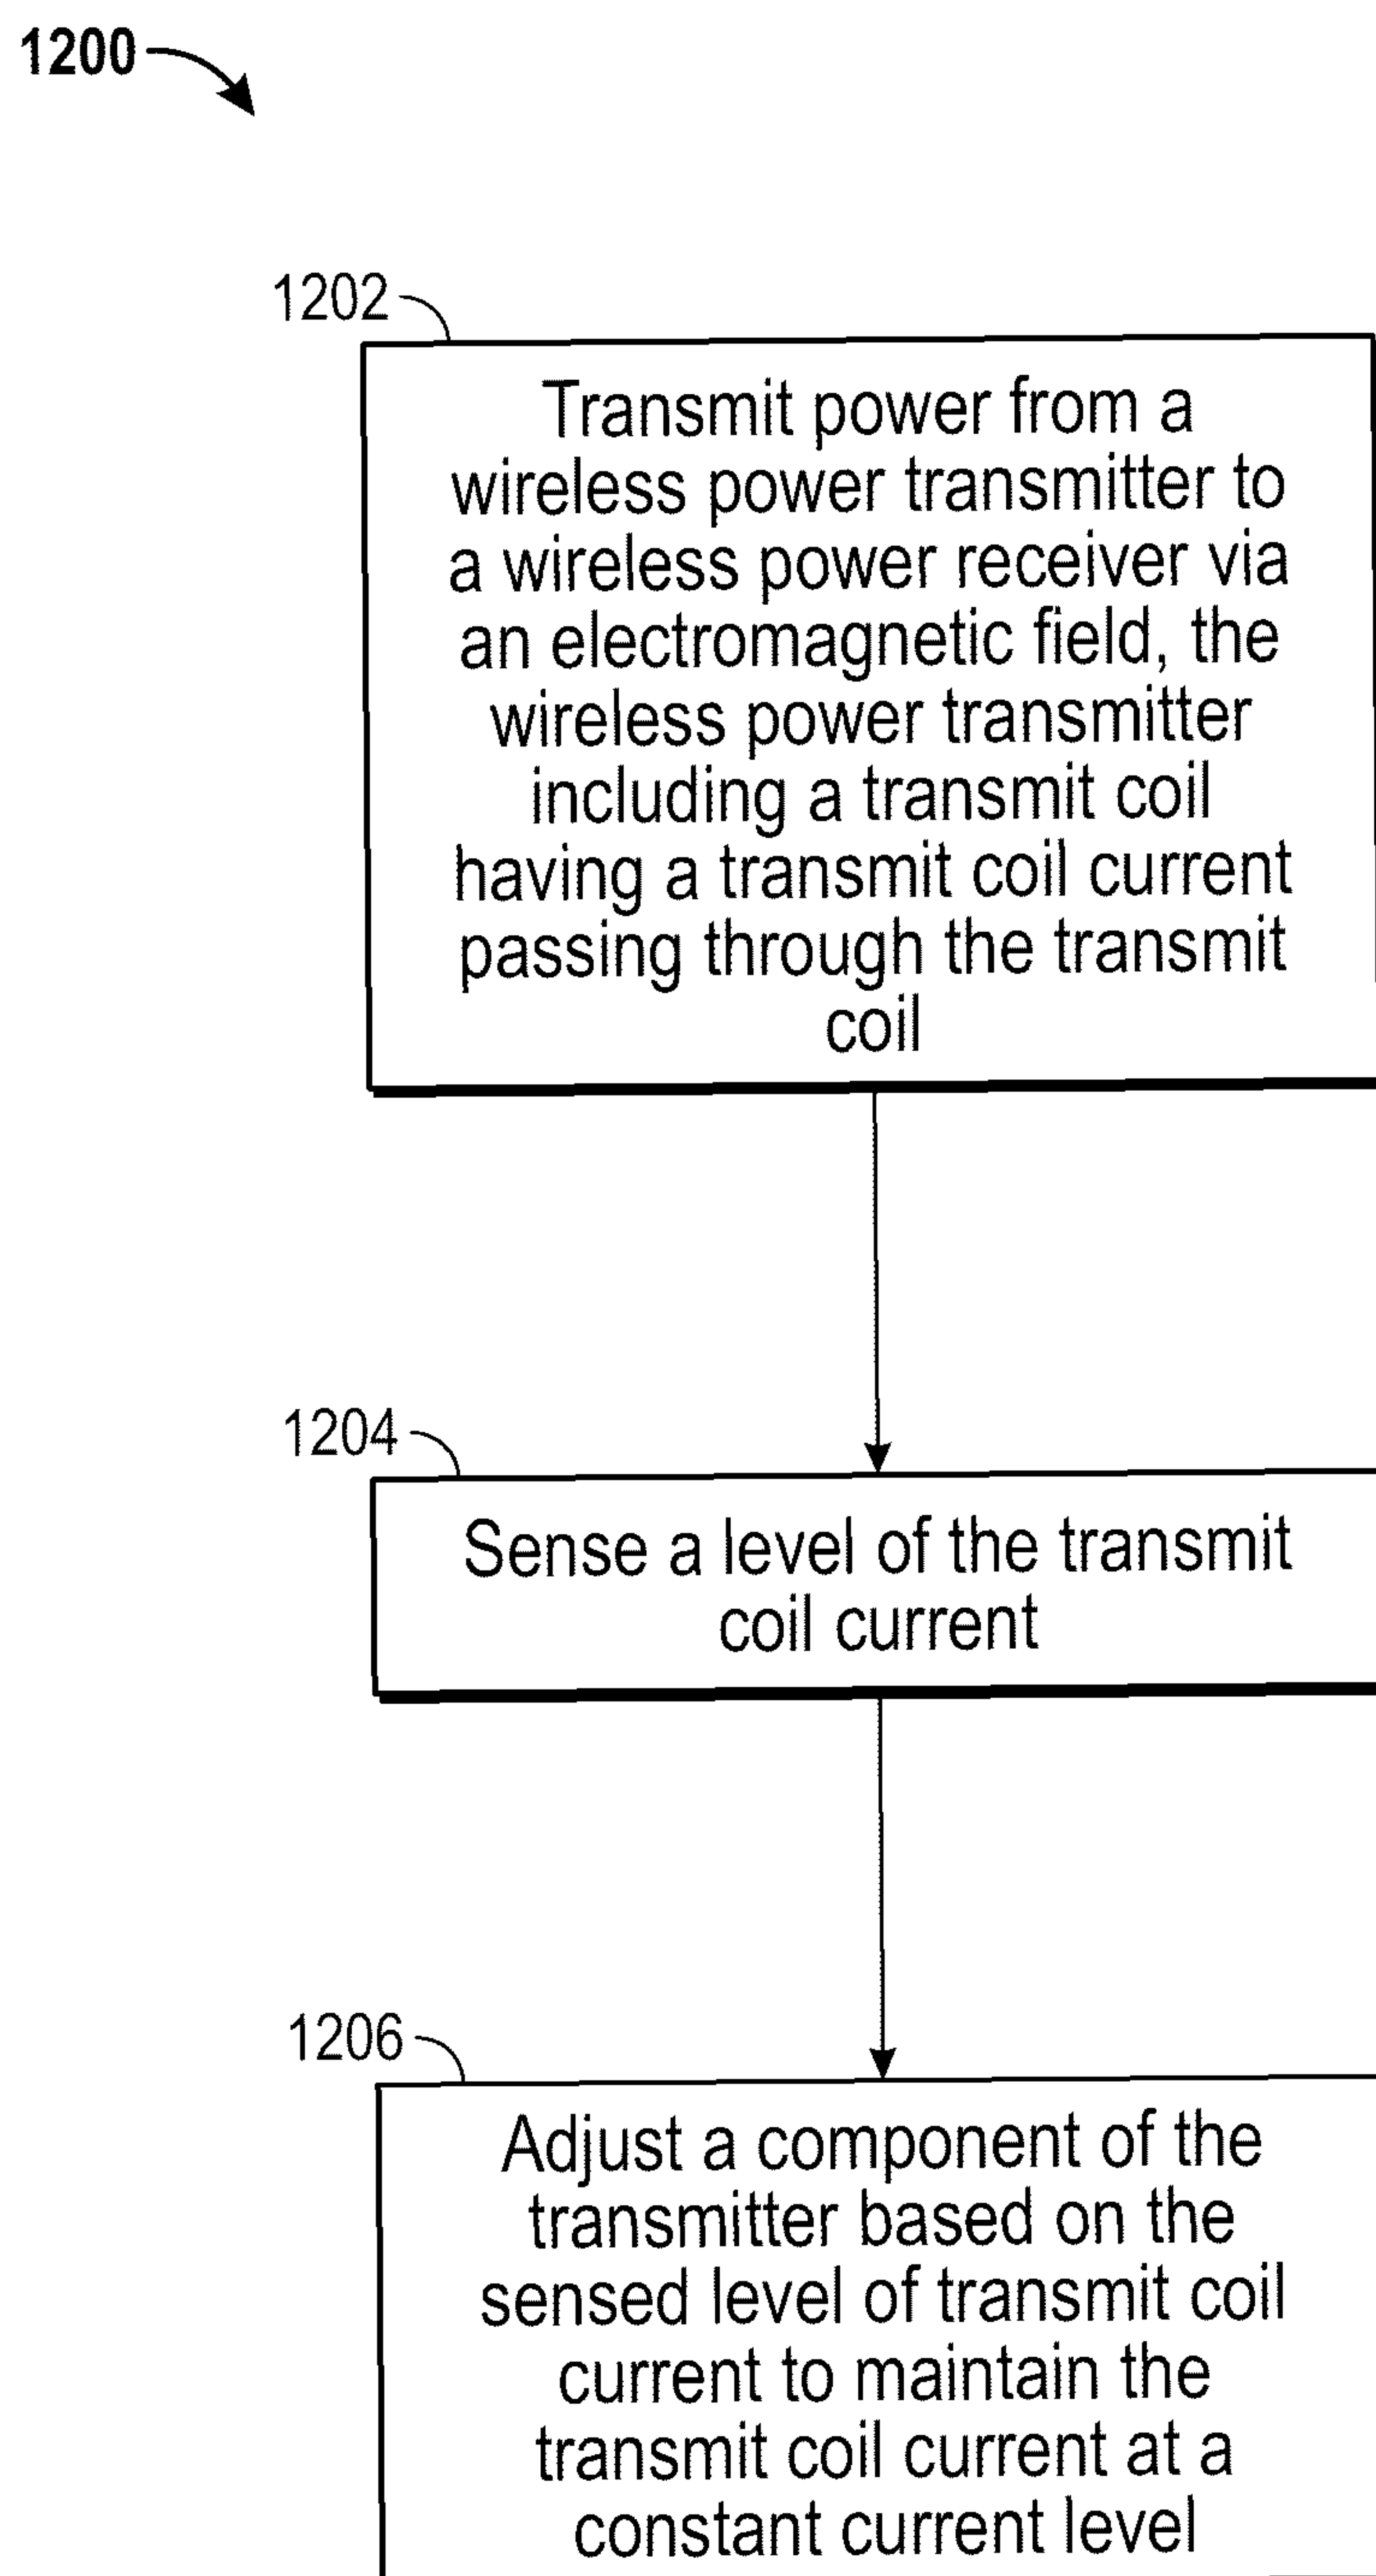 1200
1202
Transmit power from a
wireless power transmitter to
a wireless power receiver via
an electromagnetic field, the
wireless power transmitter
including a transmit coil
having a transmit coil current
passing through the transmit
coil
1204
Sense a level of the transmit
coil current
1206
Adjust a component of the
transmitter based on the
sensed level of transmit coil
current to maintain the
transmit coil current at a
constant current level